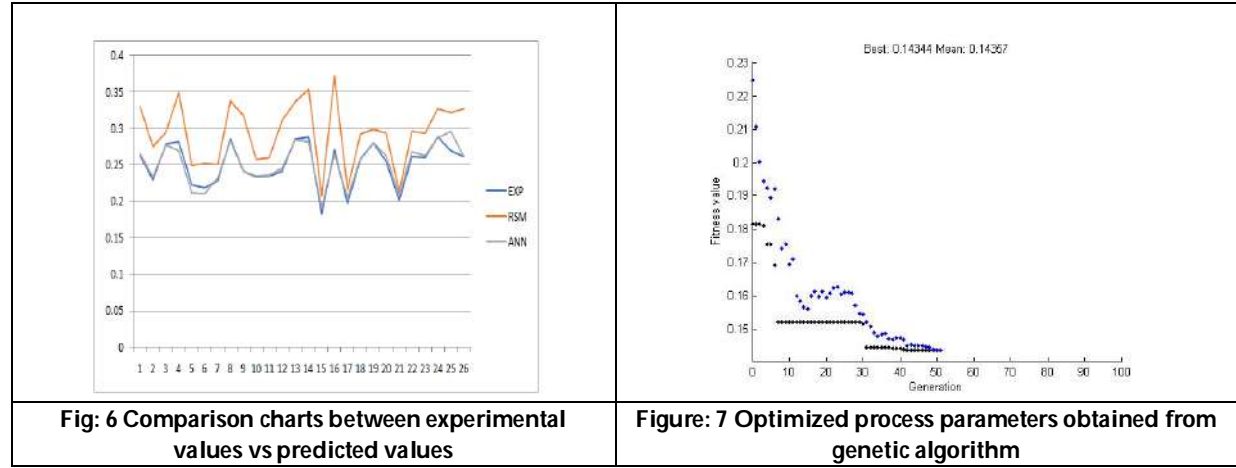 0.4
0.35
0.3
0.25
0.2
0.15
0.1
0.05
0
1 2 3 4 5 6 7 8 9 10 11 12 13 14 15 16 17 18 19 20 21 22 23 24 25 26
EXP
RSM
ANN
Best: 0.14344 Mean: 0.14357
0.23
0.22
0.21
0.2
0.19
0.18
0.17
0.16
0.15
Fitness value
0 10 20 30 40 50 60 70 80 90 100
Generation
Fig: 6 Comparison charts between experimental
values vs predicted values
Figure: 7 Optimized process parameters obtained from
genetic algorithm